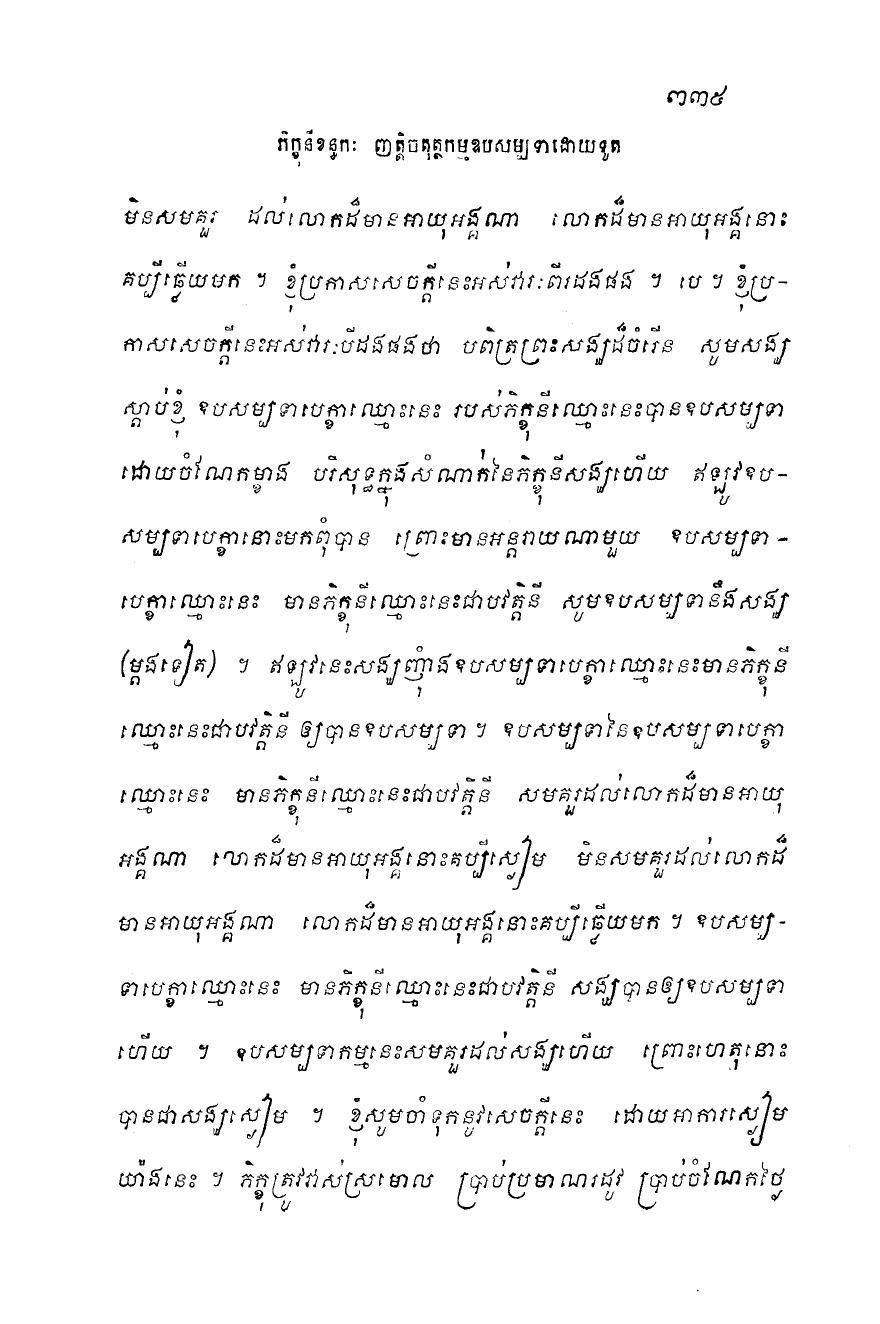 ៣៣៥
ភិក្ខុនីខន្ធកៈ ញត្តិចតុត្ថកម្មឧបសម្បទាដោយទូត
មិនសមគួរ ដល់លោកដ៏មានអាយុអង្គណា លោកដ៏មានអាយុអង្គនោះ
គប្បីធ្វើយមក ។ ខ្ញុំប្រកាសសេចក្តីនេះអស់វារៈពីរដងផង ។ បេ ។ ខ្ញុំប្រ-
កាសសេចក្តីនេះអស់វារៈបីដងផងថា បពិត្រព្រះសង្ឃដ៏ចំរើន សូមសង្ឃ
ស្តាប់ខ្ញុំ ឧបសម្បទាបេក្ខាឈ្មោះនេះ របស់ភិក្ខុនីឈ្មោះនេះបានឧបសម្បទា
ដោយចំណែកម្ខាង បរិសុទ្ធក្នុងសំណាក់នៃភិក្ខុនីសង្ឃហើយ ឥឡូវឧប-
សម្បទាបេក្ខានោះមកពុំបាន ព្រោះមានអន្តរាយណាមួយ ឧបសម្បទា-
បេក្ខាឈ្មោះនេះ មានភិក្ខុនីឈ្មោះនេះជាបវត្តិនី សូមឧបសម្បទានឹងសង្ឃ
(ម្តងទៀត) ។ ឥឡូវនេះសង្ឃញុំាងឧបសម្បទាបេក្ខាឈ្មោះនេះមានភិក្ខុនី
ឈ្មោះនេះជាបវត្តិនី ឲ្យបានឧបសម្បទា ។ ឧបសម្បទានៃឧបសម្បទាបេក្ខា
ឈ្មោះនេះ មានភិក្ខុនីឈ្មោះនេះជាបវត្តិនី សមគួរដល់លោកដ៏មានអាយុ
អង្គណា លោកដ៏មានអាយុអង្គនោះគប្បីស្ងៀម មិនសមគួរដល់លោកដ៏
មានអាយុអង្គណា លោកដ៏មានអាយុអង្គនោះគប្បីធ្វើយមក ។ ឧបសម្ប-
ទាបេក្ខាឈ្មោះនេះ មានភិក្ខុនីឈ្មោះនេះជាបវត្តិនី សង្ឃបានឲ្យឧបសម្បទា
ហើយ ។ ឧបសម្បទាកម្មនេះសមគួរដល់សង្ឃហើយ ព្រោះហេតុនោះ
បានជាសង្ឃស្ងៀម ។ ខ្ញុំសូមចាំទុកនូវសេចក្តីនេះ ដោយអាការស្ងៀម
យ៉ាងនេះ ។ ភិក្ខុត្រូវវាស់ស្រមោល ប្រាប់ប្រមាណរដូវ ប្រាប់ចំណែកថ្ងៃ